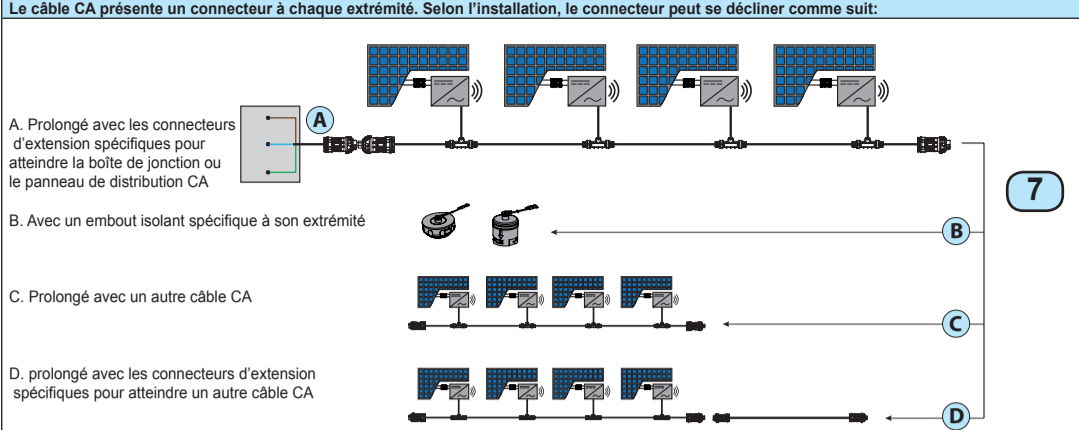 Le câble CA présente un connecteur à chaque extrémité. Selon l'installation, le connecteur peut se décliner comme suit:
A. Prolongé avec les connecteurs
d'extension spécifiques pour
atteindre la boîte de jonction ou
le panneau de distribution CA
A
7
B. Avec un embout isolant spécifique à son extrémité
B
C. Prolongé avec un autre câble CA
C
D. prolongé avec les connecteurs d'extension
spécifiques pour atteindre un autre câble CA
D